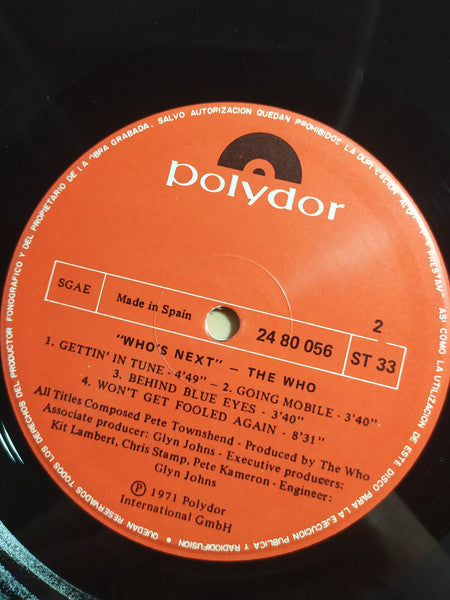 DEL PRODUCTOR FONOGRAFICO Y DEL PROPIETARIO DE LA OBRA GRABADA, SALVO AUTORIZACION QUEDAN PROHIBIDOS LA ASI COMO LA UTILIZACION DE ESTE DISCO PARA LA EJECUCION PUBLICA Y RADIODIFUSION • QUEDAN RESERVADOS TODOS LOS DERECHOS
polydor
SGAE
Made in Spain
24 80 056
2
ST 33
"WHO'S NEXT" – THE WHO
1. GETTIN' IN TUNE - 4'49" – 2. GOING MOBILE - 3'40"
3. BEHIND BLUE EYES - 3'40"
4. WON'T GET FOOLED AGAIN - 8'31"
All Titles Composed Pete Townshend - Produced by The Who
Associate producer: Glyn Johns - Executive producers:
Kit Lambert, Chris Stamp, Pete Kameron - Engineer:
Glyn Johns
Ⓟ 1971 Polydor
International GmbH